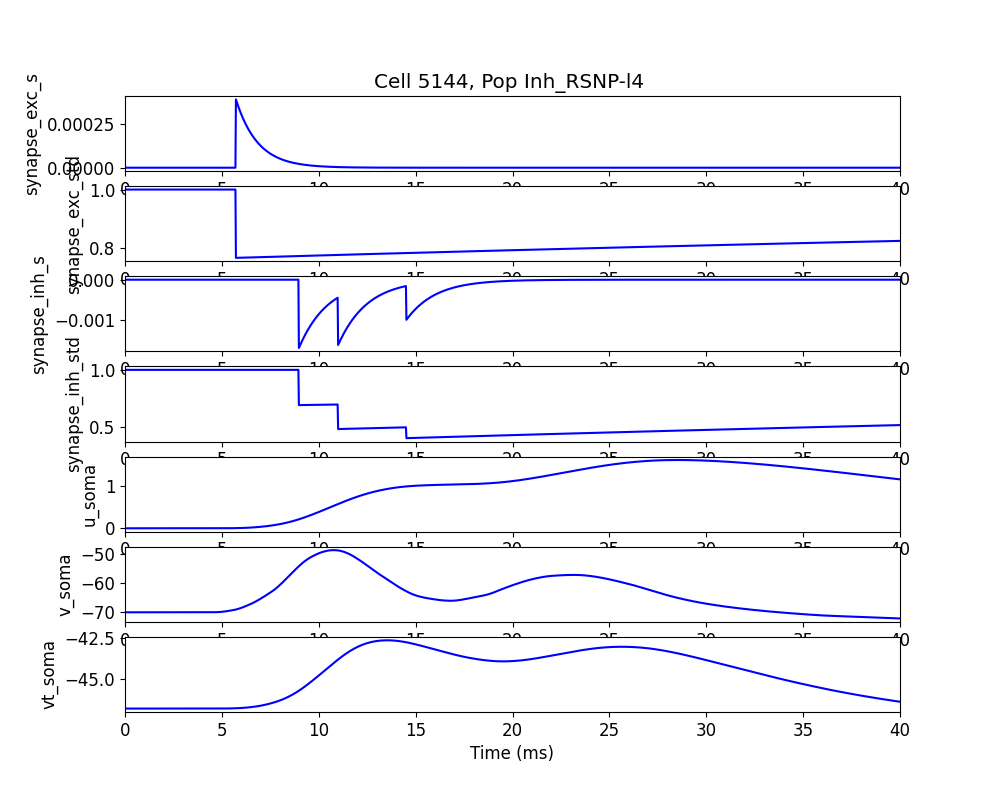 Cell 5144, Pop Inh_RSNP-l4
synapse_exc_s
0.00025
0.00000
synapse_exc_std
1.0
0.8
synapse_inh_s
0.000
−0.001
synapse_inh_std
1.0
0.5
u_soma
1
0
v_soma
−50
−60
−70
vt_soma
−42.5
−45.0
0 5 10 15 20 25 30 35 40
Time (ms)